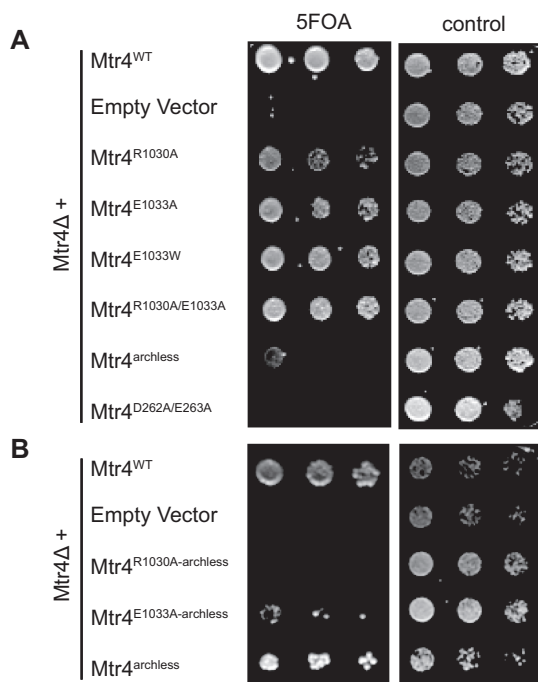 5FOA control
A
Mtr4Δ +
Mtr4WT
Empty Vector
Mtr4R1030A
Mtr4E1033A
Mtr4E1033W
Mtr4R1030A/E1033A
Mtr4archless
Mtr4D262A/E263A
B
Mtr4Δ +
Mtr4WT
Empty Vector
Mtr4R1030A-archless
Mtr4E1033A-archless
Mtr4archless